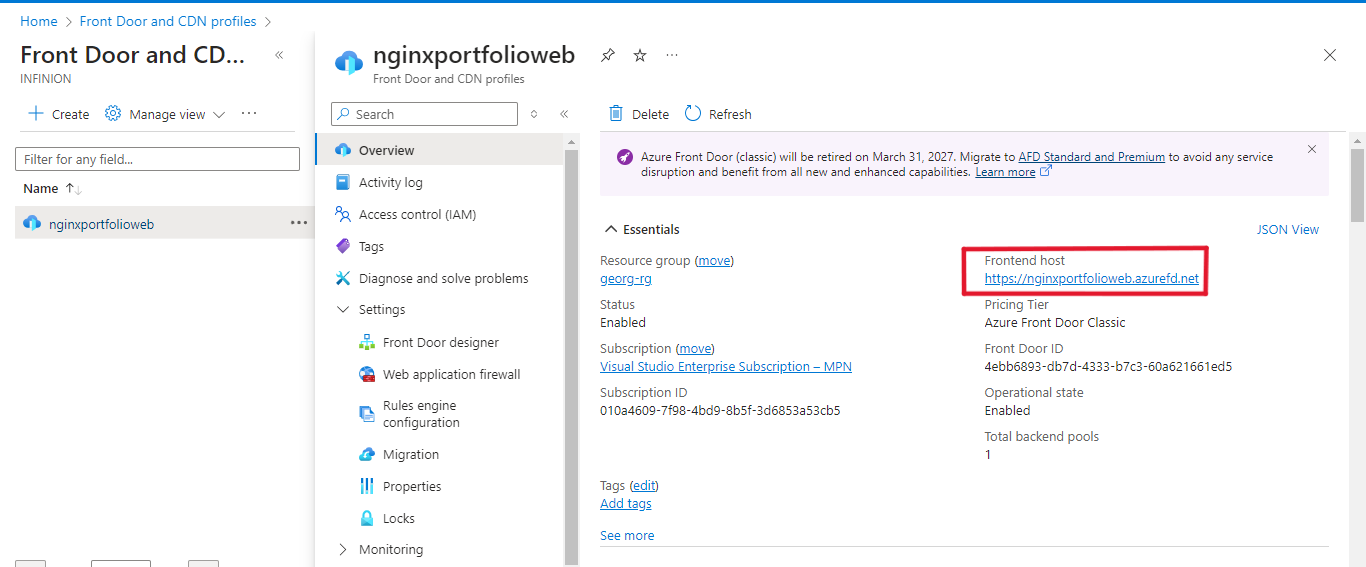 Home > Front Door and CDN profiles >
Front Door and CD...
INFINION
Create
Manage view
Filter for any field...
Name
nginxportfolioweb
nginxportfolioweb
Front Door and CDN profiles
Search
Overview
Activity log
Access control (IAM)
Tags
Diagnose and solve problems
Settings
Front Door designer
Web application firewall
Rules engine
configuration
Migration
Properties
Locks
Monitoring
Delete
Refresh
Azure Front Door (classic) will be retired on March 31, 2027. Migrate to AFD Standard and Premium to avoid any service
disruption and benefit from all new and enhanced capabilities. Learn more
Essentials
JSON View
Resource group (move)
georg-rg
Status
Enabled
Subscription (move)
Visual Studio Enterprise Subscription – MPN
Subscription ID
010a4609-7f98-4bd9-8b5f-3d6853a53cb5
Frontend host
https://nginxportfolioweb.azurefd.net
Pricing Tier
Azure Front Door Classic
Front Door ID
4ebb6893-db7d-4333-b7c3-60a621661ed5
Operational state
Enabled
Total backend pools
1
Tags (edit)
Add tags
See more